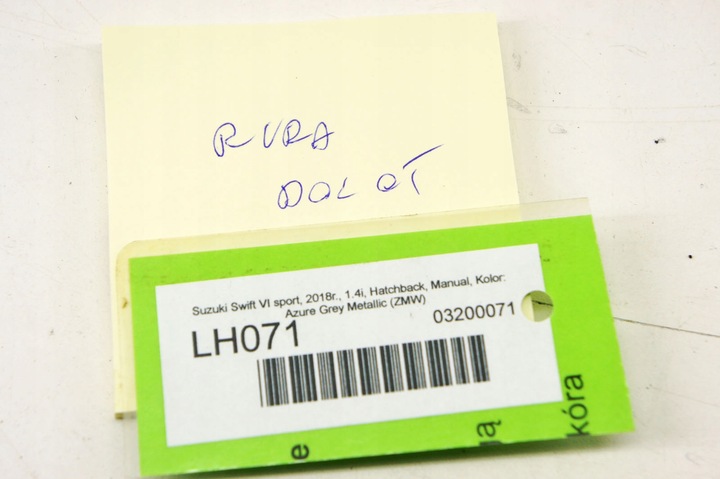 RURA
DOLOT
Suzuki Swift VI sport, 2018r., 1.4i, Hatchback, Manual, Kolor:
Azure Grey Metallic (ZMW)
LH071
03200071
e
ją
kóra